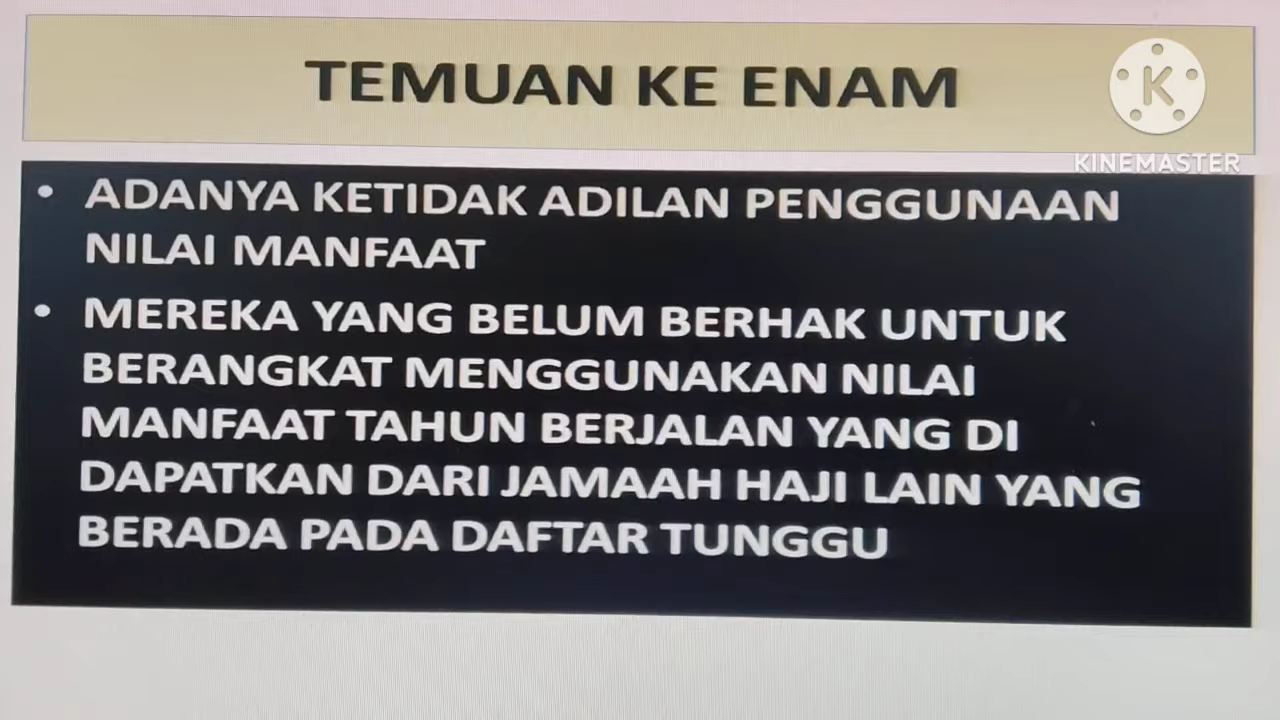 TEMUAN KE ENAM
K
KINEMASTER
• ADANYA KETIDAK ADILAN PENGGUNAAN
NILAI MANFAAT
• MEREKA YANG BELUM BERHAK UNTUK
BERANGKAT MENGGUNAKAN NILAI
MANFAAT TAHUN BERJALAN YANG DI
DAPATKAN DARI JAMAAH HAJI LAIN YANG
BERADA PADA DAFTAR TUNGGU